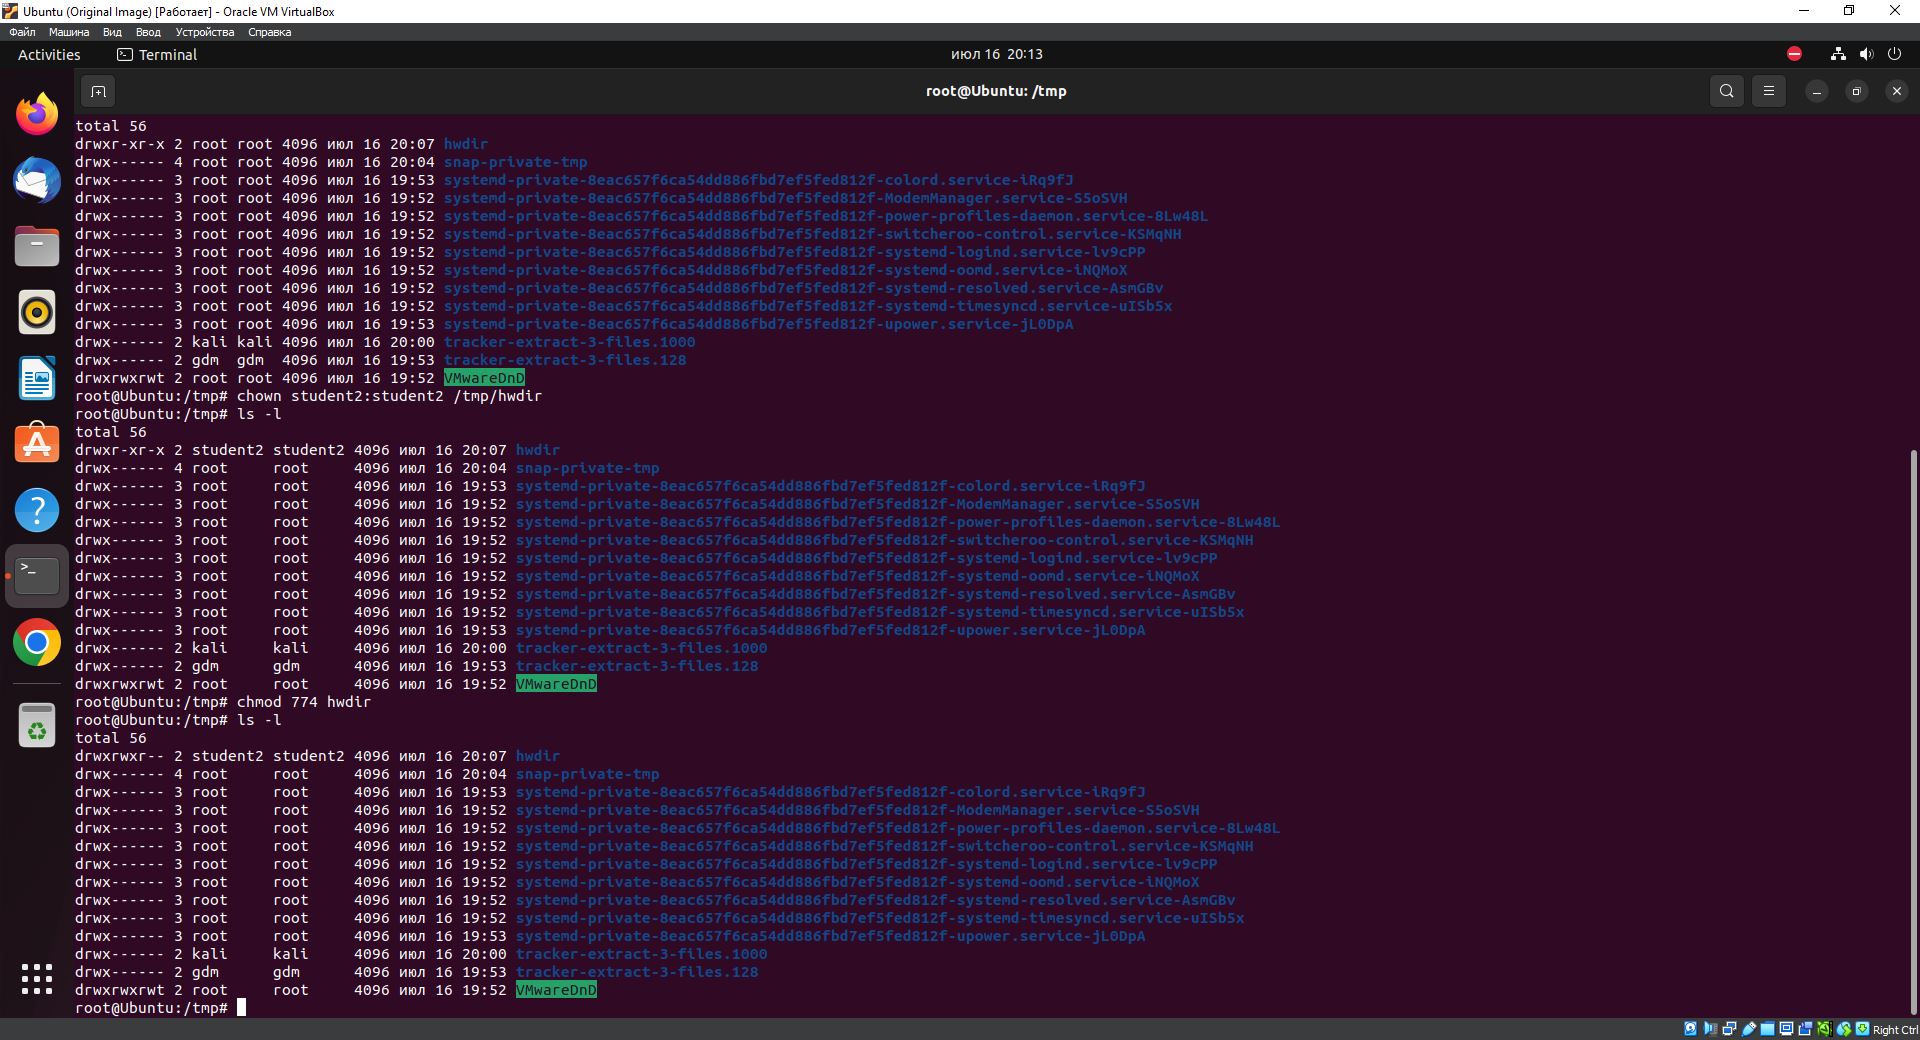 Ubuntu (Original Image) [Работает] - Oracle VM VirtualBox
Файл Машина Вид Ввод Устройства Справка
Activities Terminal июл 16 20:13
root@Ubuntu: /tmp
total 56
drwxr-xr-x 2 root root 4096 июл 16 20:07 hwdir
drwx------ 4 root root 4096 июл 16 20:04 snap-private-tmp
drwx------ 3 root root 4096 июл 16 19:53 systemd-private-8eac657f6ca54dd886fbd7ef5fed812f-colord.service-iRq9fJ
drwx------ 3 root root 4096 июл 16 19:52 systemd-private-8eac657f6ca54dd886fbd7ef5fed812f-ModemManager.service-S5oSVH
drwx------ 3 root root 4096 июл 16 19:52 systemd-private-8eac657f6ca54dd886fbd7ef5fed812f-power-profiles-daemon.service-8Lw48L
drwx------ 3 root root 4096 июл 16 19:52 systemd-private-8eac657f6ca54dd886fbd7ef5fed812f-switcheroo-control.service-KSMqNH
drwx------ 3 root root 4096 июл 16 19:52 systemd-private-8eac657f6ca54dd886fbd7ef5fed812f-systemd-logind.service-lv9cPP
drwx------ 3 root root 4096 июл 16 19:52 systemd-private-8eac657f6ca54dd886fbd7ef5fed812f-systemd-oomd.service-iNQMoX
drwx------ 3 root root 4096 июл 16 19:52 systemd-private-8eac657f6ca54dd886fbd7ef5fed812f-systemd-resolved.service-AsmGBv
drwx------ 3 root root 4096 июл 16 19:52 systemd-private-8eac657f6ca54dd886fbd7ef5fed812f-systemd-timesyncd.service-uISb5x
drwx------ 3 root root 4096 июл 16 19:53 systemd-private-8eac657f6ca54dd886fbd7ef5fed812f-upower.service-jL0DpA
drwx------ 2 kali kali 4096 июл 16 20:00 tracker-extract-3-files.1000
drwx------ 2 gdm gdm 4096 июл 16 19:53 tracker-extract-3-files.128
drwxrwxrwt 2 root root 4096 июл 16 19:52 VMwareDnD
root@Ubuntu:/tmp# chown student2:student2 /tmp/hwdir
root@Ubuntu:/tmp# ls -l
total 56
drwxr-xr-x 2 student2 student2 4096 июл 16 20:07 hwdir
drwx------ 4 root root 4096 июл 16 20:04 snap-private-tmp
drwx------ 3 root root 4096 июл 16 19:53 systemd-private-8eac657f6ca54dd886fbd7ef5fed812f-colord.service-iRq9fJ
drwx------ 3 root root 4096 июл 16 19:52 systemd-private-8eac657f6ca54dd886fbd7ef5fed812f-ModemManager.service-S5oSVH
drwx------ 3 root root 4096 июл 16 19:52 systemd-private-8eac657f6ca54dd886fbd7ef5fed812f-power-profiles-daemon.service-8Lw48L
drwx------ 3 root root 4096 июл 16 19:52 systemd-private-8eac657f6ca54dd886fbd7ef5fed812f-switcheroo-control.service-KSMqNH
drwx------ 3 root root 4096 июл 16 19:52 systemd-private-8eac657f6ca54dd886fbd7ef5fed812f-systemd-logind.service-lv9cPP
drwx------ 3 root root 4096 июл 16 19:52 systemd-private-8eac657f6ca54dd886fbd7ef5fed812f-systemd-oomd.service-iNQMoX
drwx------ 3 root root 4096 июл 16 19:52 systemd-private-8eac657f6ca54dd886fbd7ef5fed812f-systemd-resolved.service-AsmGBv
drwx------ 3 root root 4096 июл 16 19:52 systemd-private-8eac657f6ca54dd886fbd7ef5fed812f-systemd-timesyncd.service-uISb5x
drwx------ 3 root root 4096 июл 16 19:53 systemd-private-8eac657f6ca54dd886fbd7ef5fed812f-upower.service-jL0DpA
drwx------ 2 kali kali 4096 июл 16 20:00 tracker-extract-3-files.1000
drwx------ 2 gdm gdm 4096 июл 16 19:53 tracker-extract-3-files.128
drwxrwxrwt 2 root root 4096 июл 16 19:52 VMwareDnD
root@Ubuntu:/tmp# chmod 774 hwdir
root@Ubuntu:/tmp# ls -l
total 56
drwxrwxr-- 2 student2 student2 4096 июл 16 20:07 hwdir
drwx------ 4 root root 4096 июл 16 20:04 snap-private-tmp
drwx------ 3 root root 4096 июл 16 19:53 systemd-private-8eac657f6ca54dd886fbd7ef5fed812f-colord.service-iRq9fJ
drwx------ 3 root root 4096 июл 16 19:52 systemd-private-8eac657f6ca54dd886fbd7ef5fed812f-ModemManager.service-S5oSVH
drwx------ 3 root root 4096 июл 16 19:52 systemd-private-8eac657f6ca54dd886fbd7ef5fed812f-power-profiles-daemon.service-8Lw48L
drwx------ 3 root root 4096 июл 16 19:52 systemd-private-8eac657f6ca54dd886fbd7ef5fed812f-switcheroo-control.service-KSMqNH
drwx------ 3 root root 4096 июл 16 19:52 systemd-private-8eac657f6ca54dd886fbd7ef5fed812f-systemd-logind.service-lv9cPP
drwx------ 3 root root 4096 июл 16 19:52 systemd-private-8eac657f6ca54dd886fbd7ef5fed812f-systemd-oomd.service-iNQMoX
drwx------ 3 root root 4096 июл 16 19:52 systemd-private-8eac657f6ca54dd886fbd7ef5fed812f-systemd-resolved.service-AsmGBv
drwx------ 3 root root 4096 июл 16 19:52 systemd-private-8eac657f6ca54dd886fbd7ef5fed812f-systemd-timesyncd.service-uISb5x
drwx------ 3 root root 4096 июл 16 19:53 systemd-private-8eac657f6ca54dd886fbd7ef5fed812f-upower.service-jL0DpA
drwx------ 2 kali kali 4096 июл 16 20:00 tracker-extract-3-files.1000
drwx------ 2 gdm gdm 4096 июл 16 19:53 tracker-extract-3-files.128
drwxrwxrwt 2 root root 4096 июл 16 19:52 VMwareDnD
root@Ubuntu:/tmp#
Right Ctrl